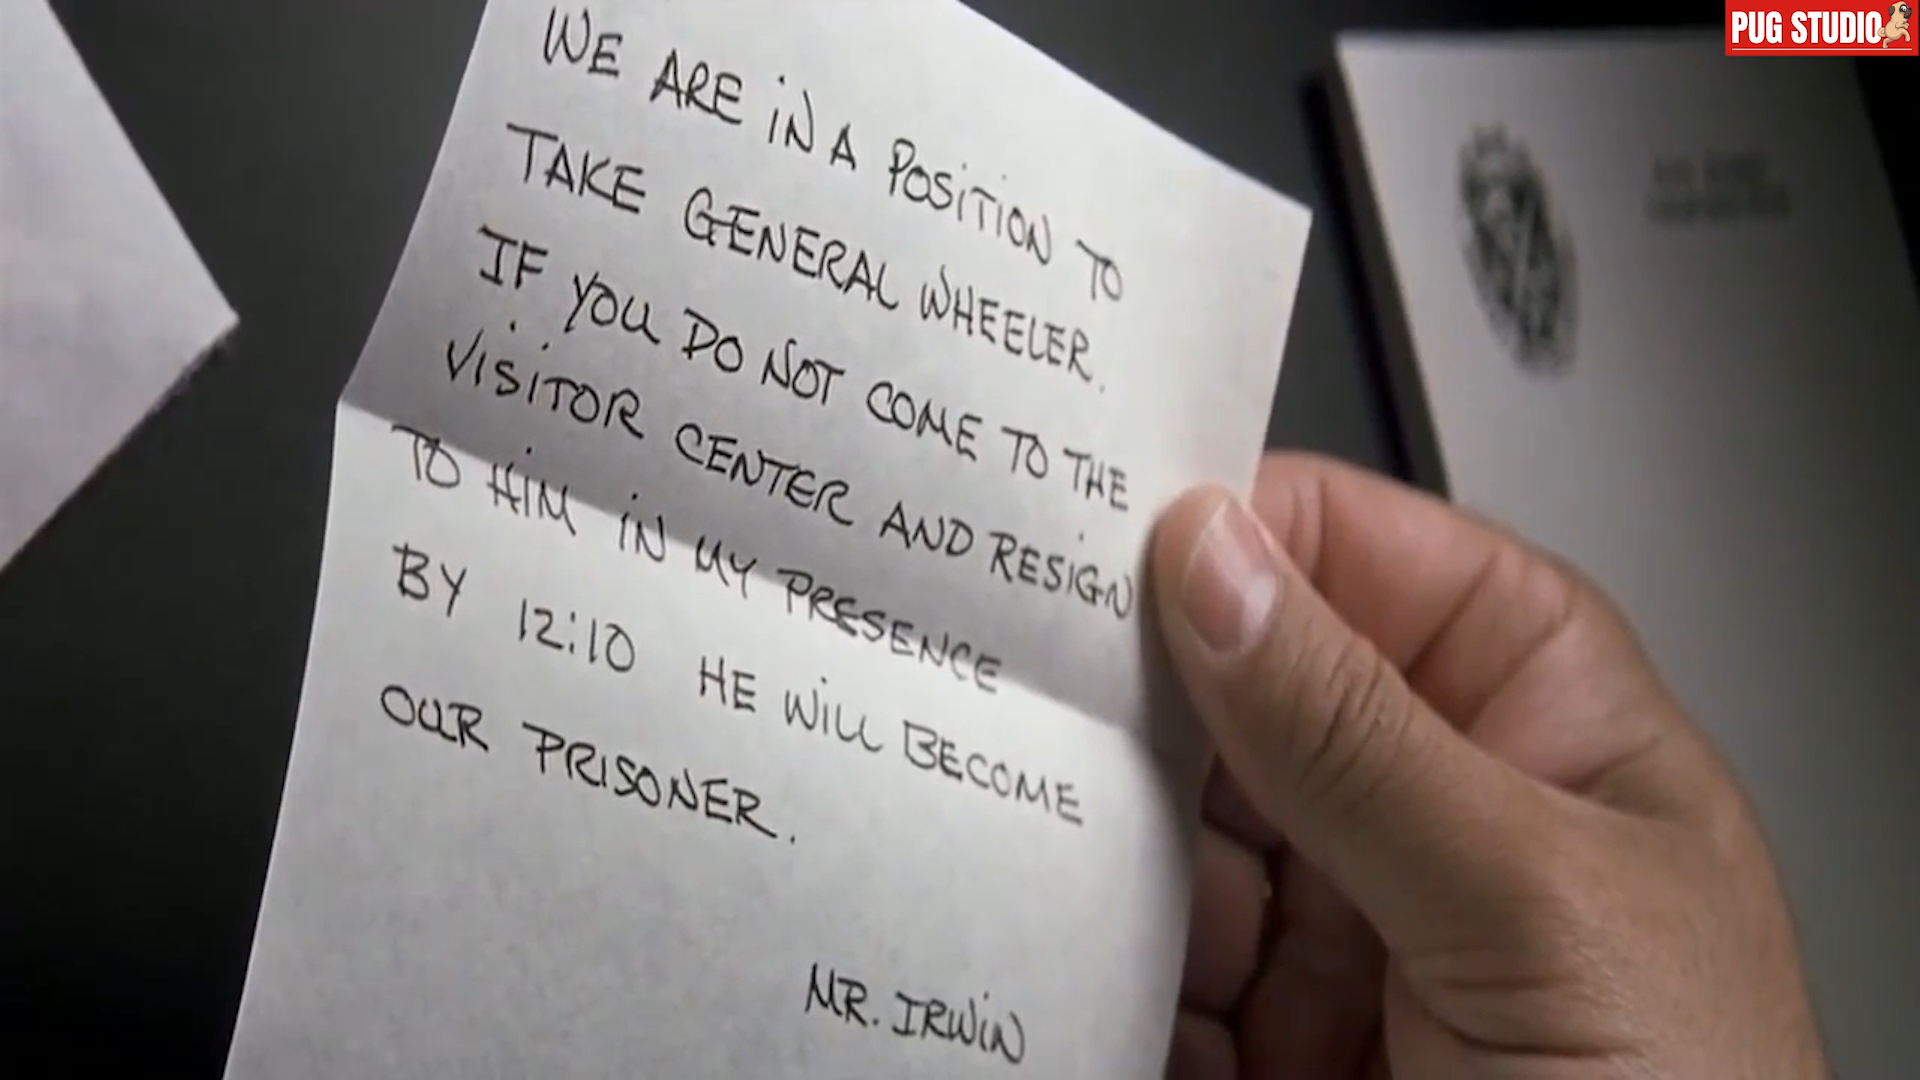 PUG STUDIO
WE ARE iN A POSiTiON TO
TAKE GENERAL WHEELER.
IF YOU DO NOT COME TO THE
ViSiTOR CENTER AND RESiGN
TO HiM iN MY PRESENCE
BY 12:10 HE WiLL BECOME
OUR PRISONER.
MR. IRWiN